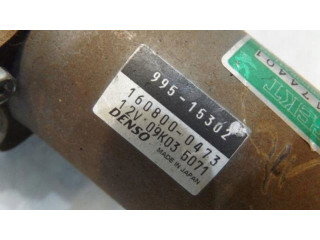 995-15302
160800-0473
12V·09K03 6071
DENSO MADE IN JAPAN